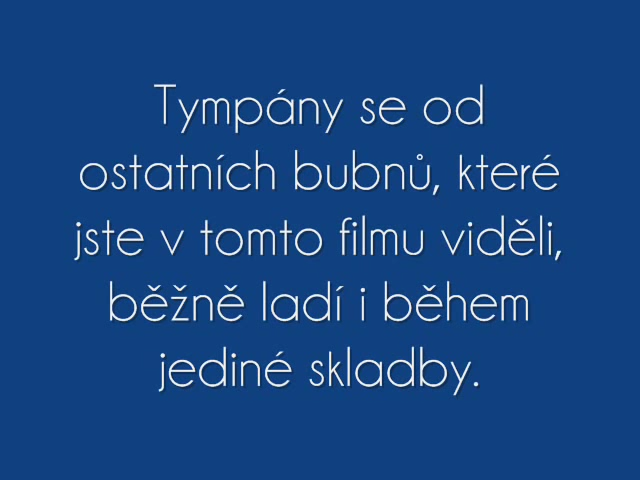 Tympány se od
ostatních bubnů, které
jste v tomto filmu viděli,
běžně ladí i během
jediné skladby.